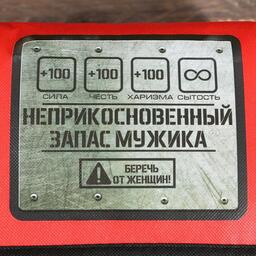 +100 +100 +100 ∞
СИЛА ЧЕСТЬ ХАРИЗМА СЫТОСТЬ
НЕПРИКОСНОВЕННЫЙ
ЗАПАС МУЖИКА
БЕРЕЧЬ
ОТ ЖЕНЩИН!